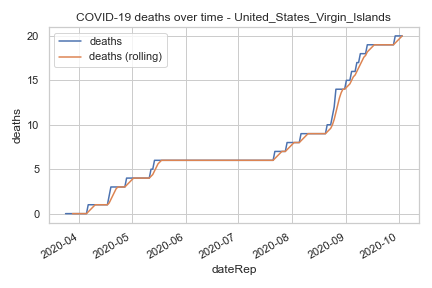 COVID-19 deaths over time - United_States_Virgin_Islands
deaths
deaths (rolling)
20
15
10
5
0
deaths
2020-04
2020-05
2020-06
2020-07
2020-08
2020-09
2020-10
dateRep